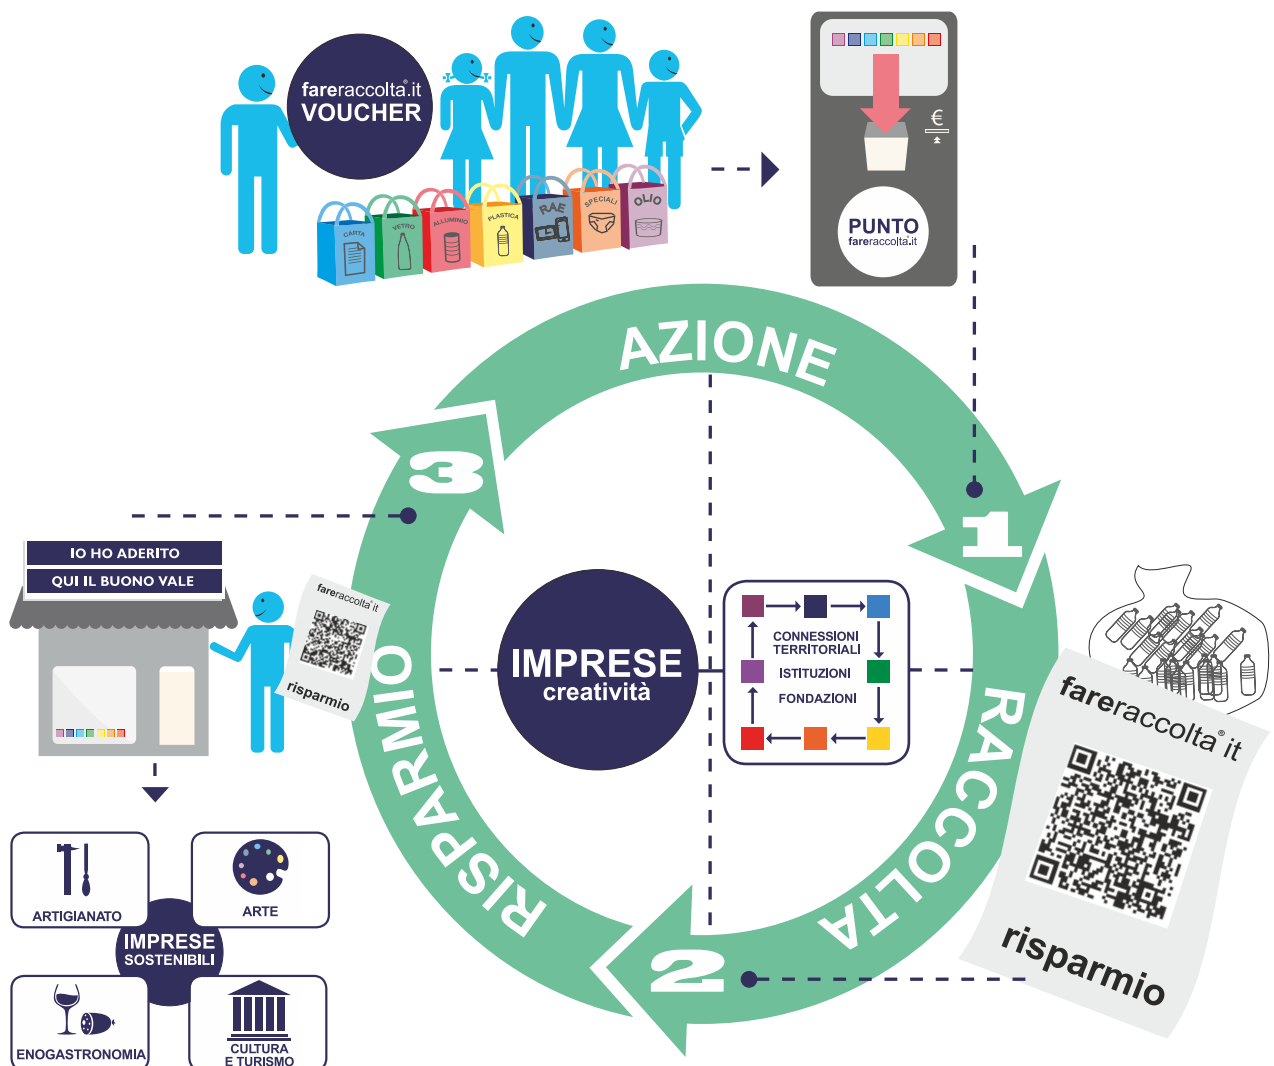 fareraccolta®.it
VOUCHER
CARTA
VETRO
ALLUMINIO
PLASTICA
RAE
SPECIALI
OLIO
€
PUNTO
fareraccolta®.it
AZIONE
1
RACCOLTA
2
RISPARMIO
3
IO HO ADERITO
QUI IL BUONO VALE
fareraccolta®it
risparmio
IMPRESE
creatività
CONNESSIONI
TERRITORIALI
ISTITUZIONI
FONDAZIONI
fareraccolta®it
risparmio
ARTIGIANATO
ARTE
IMPRESE
SOSTENIBILI
ENOGASTRONOMIA
CULTURA
E TURISMO